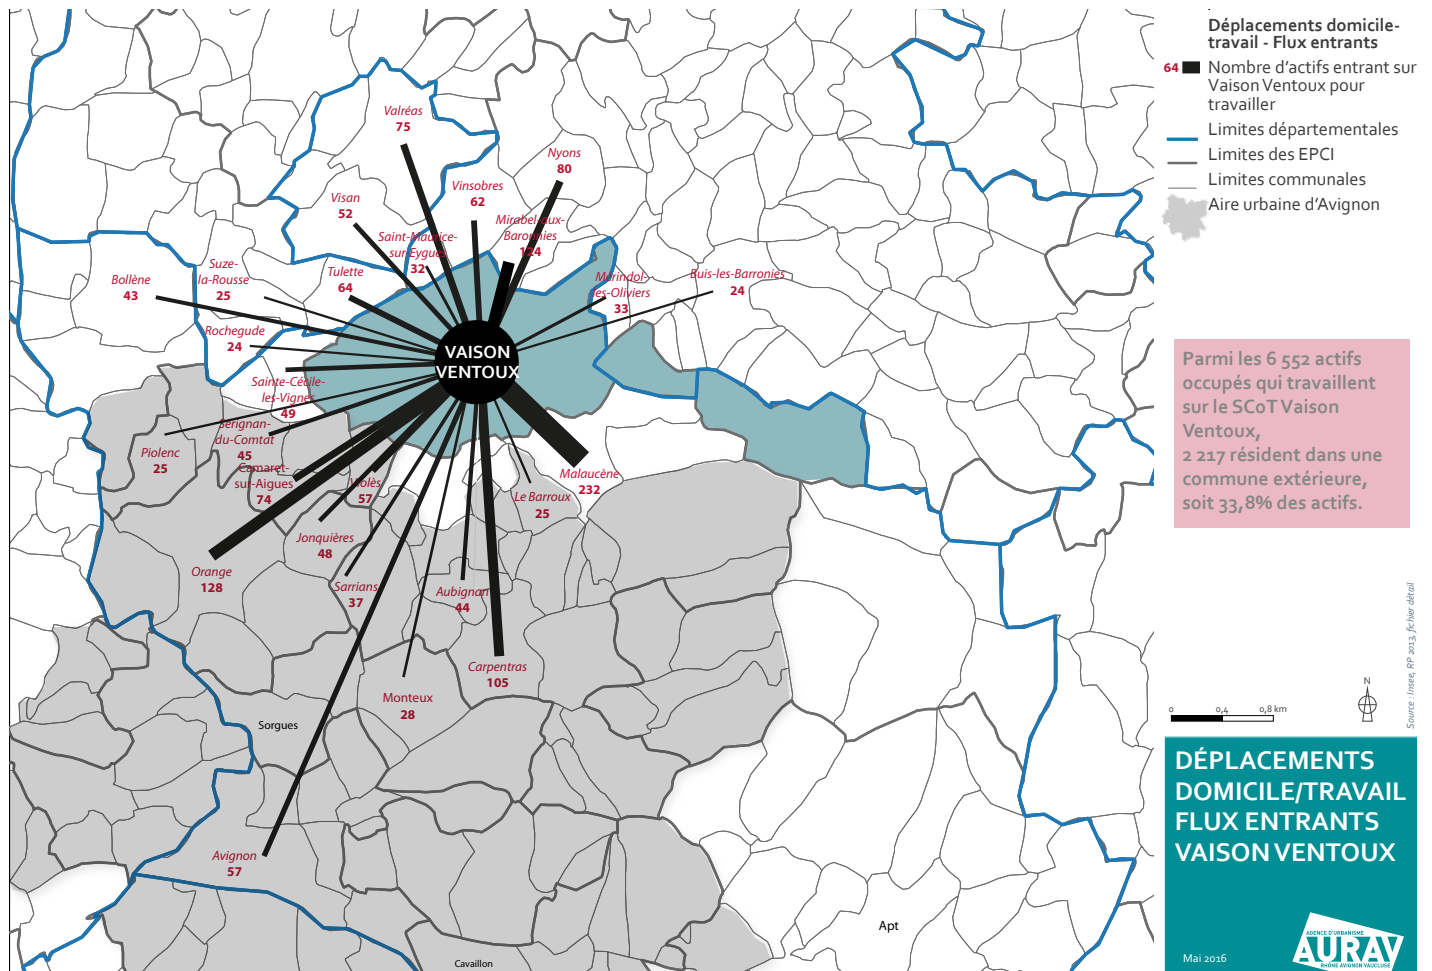 Déplacements domicile-
travail - Flux entrants
64
Nombre d'actifs entrant sur
Vaison Ventoux pour
travailler
Limites départementales
Limites des EPCI
Limites communales
Aire urbaine d'Avignon
Valréas
75
Nyons
80
Vinsobres
62
Visan
52
Mirabel-aux-
Baronnies
124
Saint-Maurice-
sur-Eygues
32
Suze-
la-Rousse
25
Tulette
64
Bollène
43
Mérindol-
les-Oliviers
33
Buis-les-Barronies
24
Rochegude
24
VAISON
VENTOUX
Sainte-Cécile-
les-Vignes
49
Sérignan-
du-Comtat
45
Piolenc
25
Camaret-
sur-Aigues
74
Violès
57
Malaucène
232
Le Barroux
25
Jonquières
48
Orange
128
Sarrians
37
Aubignan
44
Carpentras
105
Monteux
28
Sorgues
Avignon
57
Apt
Cavaillon
Parmi les 6 552 actifs
occupés qui travaillent
sur le SCoT Vaison
Ventoux,
2 217 résident dans une
commune extérieure,
soit 33,8% des actifs.
Source : Insee, RP 2013, fichier détail
N
0 0,4 0,8 km
DÉPLACEMENTS
DOMICILE/TRAVAIL
FLUX ENTRANTS
VAISON VENTOUX
Mai 2016
AGENCE D'URBANISME
AURAV
RHÔNE AVIGNON VAUCLUSE